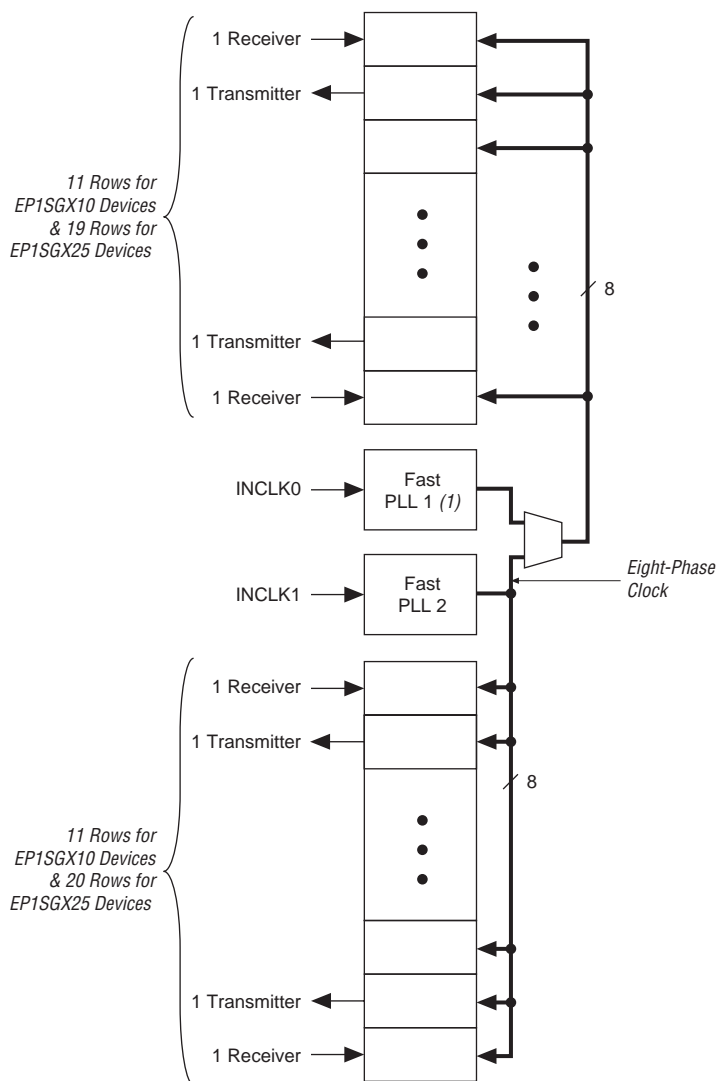 1 Receiver
1 Transmitter
11 Rows for
EP1SGX10 Devices
& 19 Rows for
EP1SGX25 Devices
8
1 Transmitter
1 Receiver
INCLK0
Fast
PLL 1 (1)
INCLK1
Fast
PLL 2
Eight-Phase
Clock
1 Receiver
1 Transmitter
8
11 Rows for
EP1SGX10 Devices
& 20 Rows for
EP1SGX25 Devices
1 Transmitter
1 Receiver